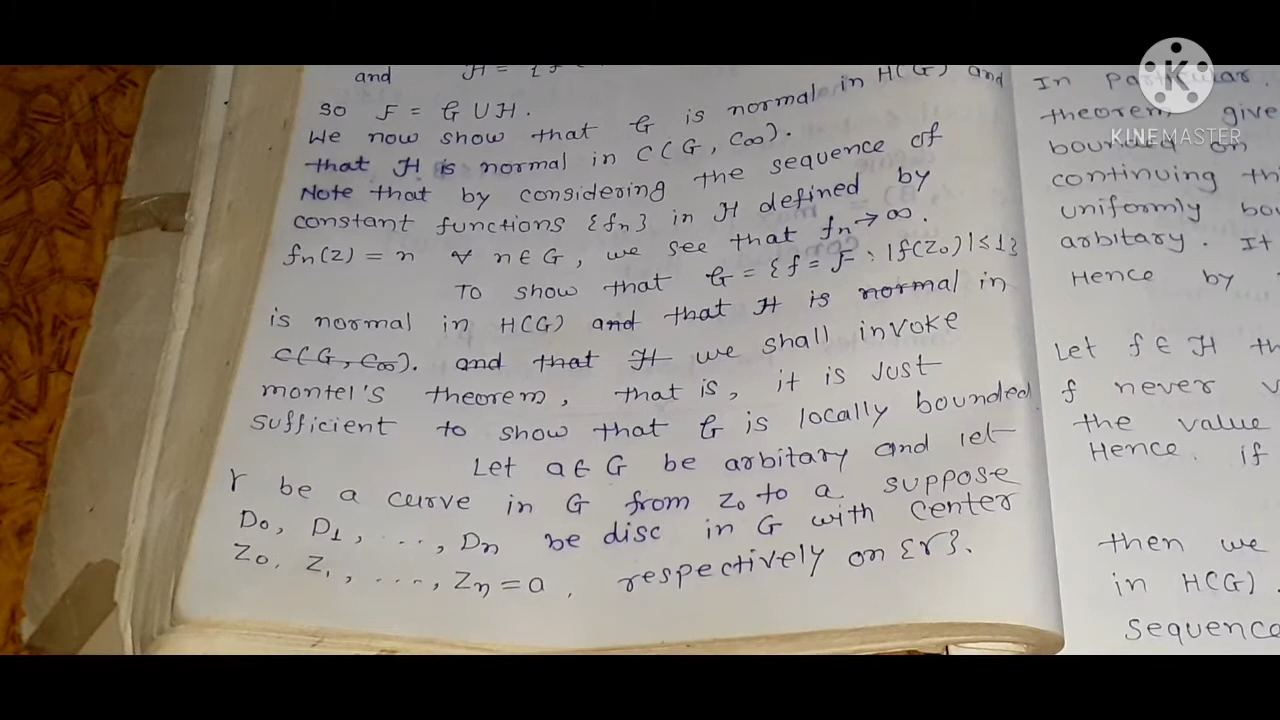 and H = {f
so F = G U H.
We now show that G is normal in H(G) and
that H is normal in C(G, C∞).
Note that by considering the sequence of
constant functions {fn} in H defined by
fn(z) = n ∀ n ∈ G, we see that fn → ∞.
To show that G = {f = F : |f(z0)| ≤ 1}
is normal in H(G) and that H is normal in
C(G, C∞). and that H we shall invoke
montel's theorem, that is, it is just
sufficient to show that G is locally bounded.
Let a ∈ G be arbitary and let
γ be a curve in G from z0 to a suppose
D0, D1, ..., Dn be disc in G with center
z0, z1, ...., zn = a, respectively on {γ}.
In Particular
theorem give
bounded on
continuing th
uniformly bo
arbitary. It
Hence by
Let f ∈ H th
f never v
the value
Hence if
then we
in H(G).
sequence
K
KINEMASTER